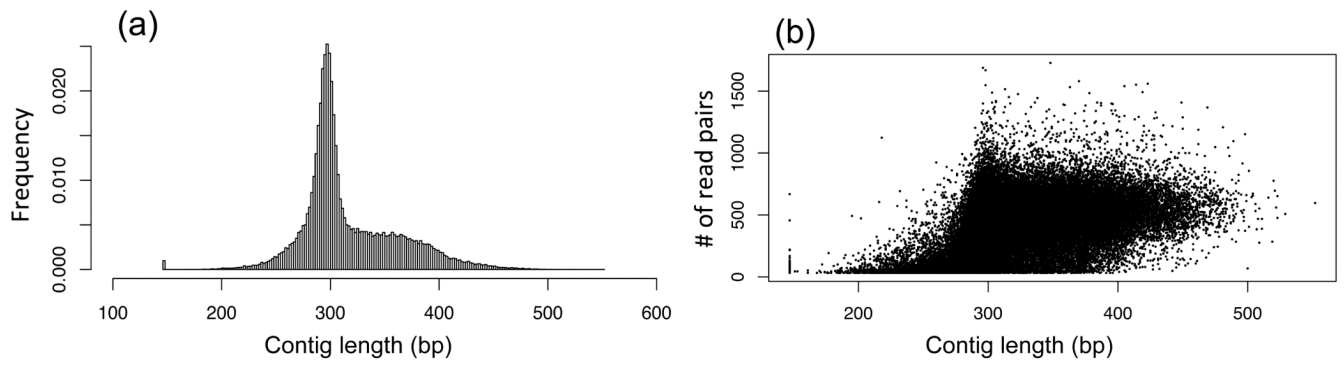 (a)
Frequency
0.020
0.010
0.000
100 200 300 400 500 600
Contig length (bp)
(b)
# of read pairs
1500
1000
500
0
200 300 400 500
Contig length (bp)